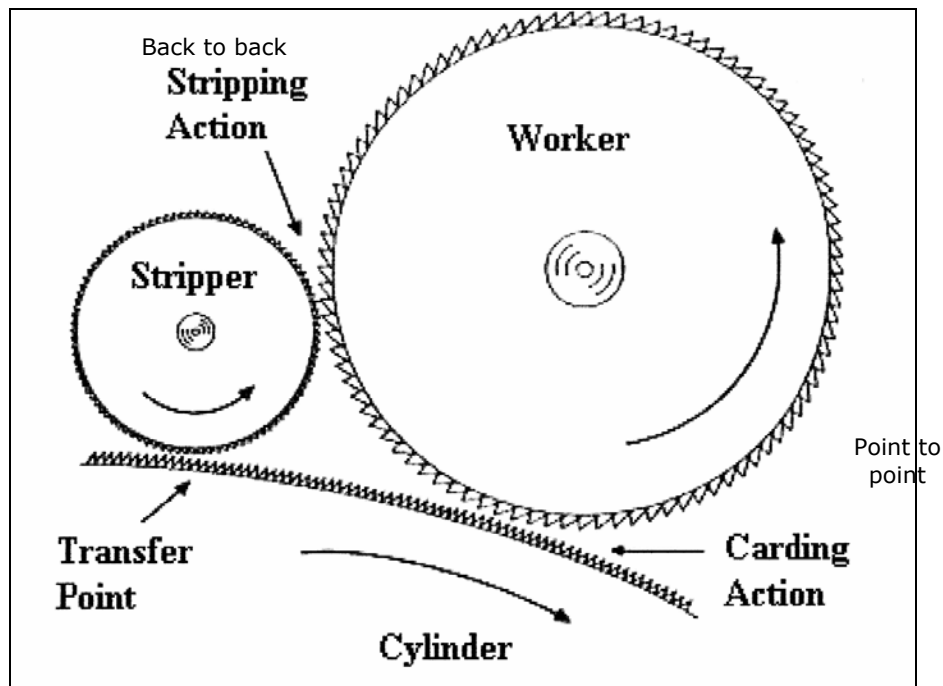 Back to back
Stripping
Action
Worker
Stripper
Point to
point
Transfer
Point
Carding
Action
Cylinder